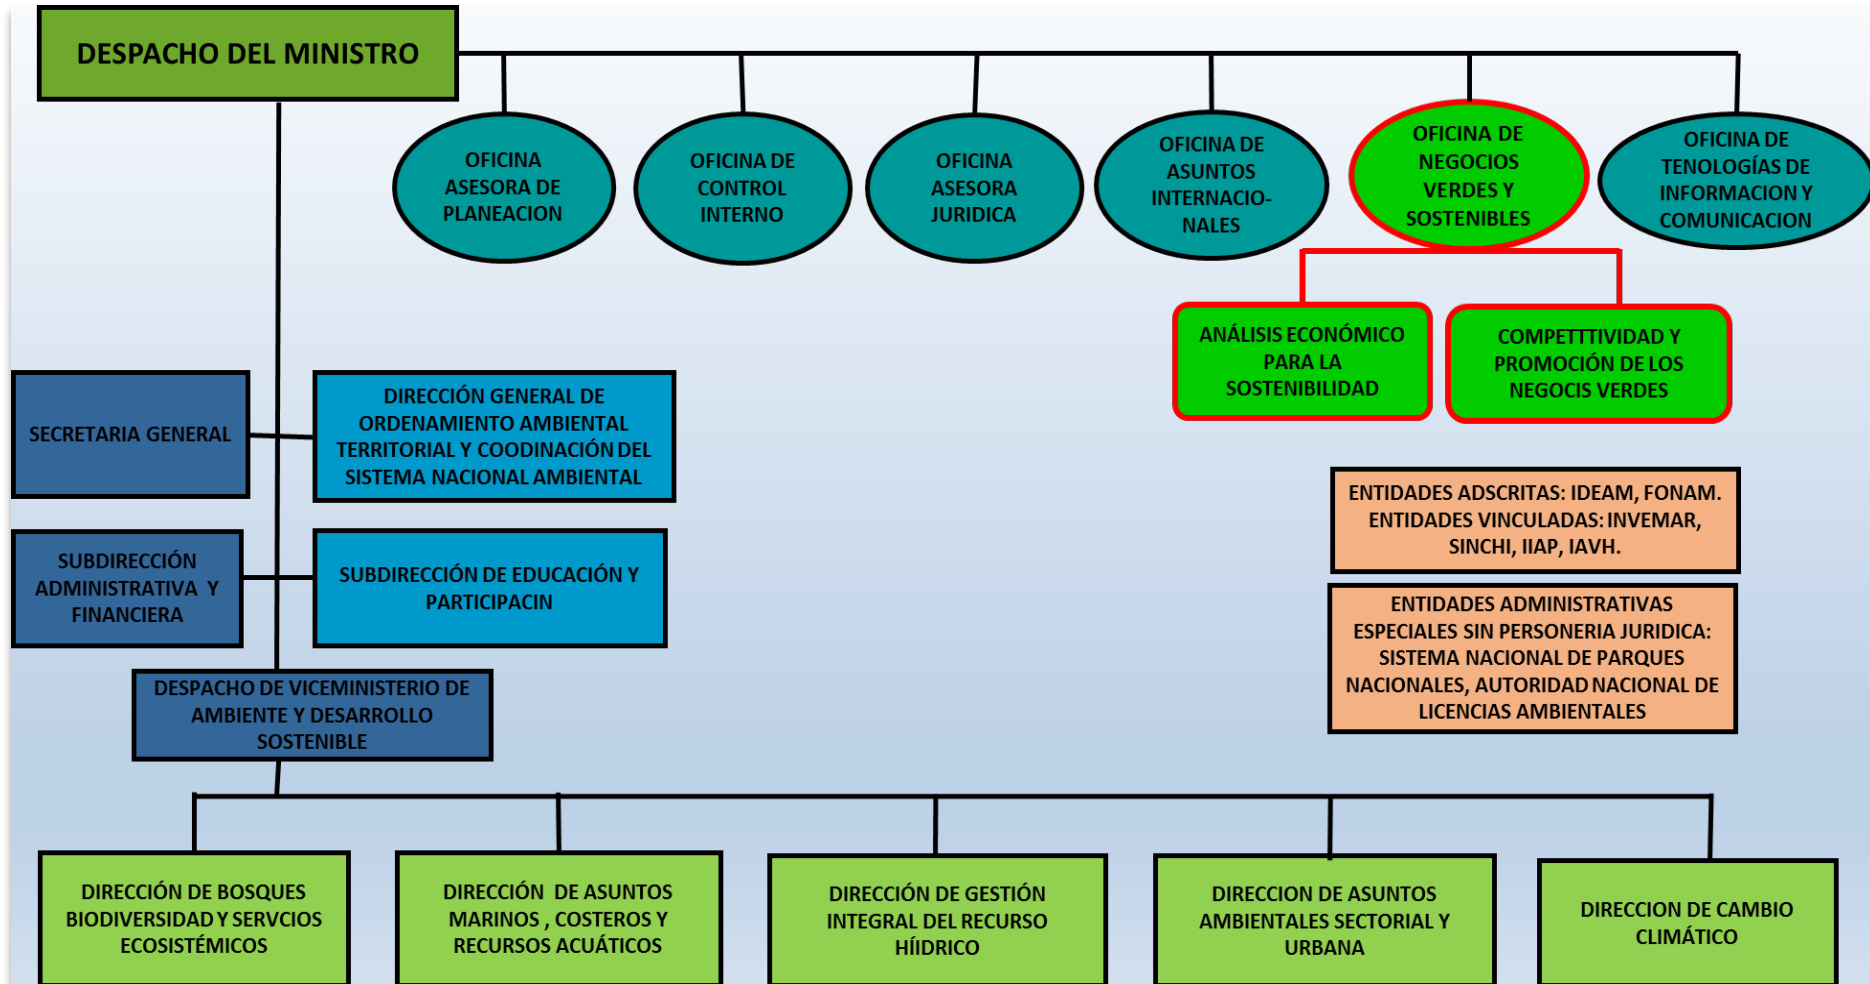 DESPACHO DEL MINISTRO
OFICINA
ASESORA DE
PLANEACION
OFICINA DE
CONTROL
INTERNO
OFICINA
ASESORA
JURIDICA
OFICINA DE
ASUNTOS
INTERNACIO-
NALES
OFICINA DE
NEGOCIOS
VERDES Y
SOSTENIBLES
OFICINA DE
TENOLOGÍAS DE
INFORMACION Y
COMUNICACION
ANÁLISIS ECONÓMICO
PARA LA
SOSTENIBILIDAD
COMPETTTIVIDAD Y
PROMOCIÓN DE LOS
NEGOCIS VERDES
SECRETARIA GENERAL
DIRECCIÓN GENERAL DE
ORDENAMIENTO AMBIENTAL
TERRITORIAL Y COODINACIÓN DEL
SISTEMA NACIONAL AMBIENTAL
ENTIDADES ADSCRITAS: IDEAM, FONAM.
ENTIDADES VINCULADAS: INVEMAR,
SINCHI, IIAP, IAVH.
SUBDIRECCIÓN
ADMINISTRATIVA Y
FINANCIERA
SUBDIRECCIÓN DE EDUCACIÓN Y
PARTICIPACIN
ENTIDADES ADMINISTRATIVAS
ESPECIALES SIN PERSONERIA JURIDICA:
SISTEMA NACIONAL DE PARQUES
NACIONALES, AUTORIDAD NACIONAL DE
LICENCIAS AMBIENTALES
DESPACHO DE VICEMINISTERIO DE
AMBIENTE Y DESARROLLO
SOSTENIBLE
DIRECCIÓN DE BOSQUES
BIODIVERSIDAD Y SERVCIOS
ECOSISTÉMICOS
DIRECCIÓN DE ASUNTOS
MARINOS , COSTEROS Y
RECURSOS ACUÁTICOS
DIRECCIÓN DE GESTIÓN
INTEGRAL DEL RECURSO
HÍIDRICO
DIRECCION DE ASUNTOS
AMBIENTALES SECTORIAL Y
URBANA
DIRECCION DE CAMBIO
CLIMÁTICO